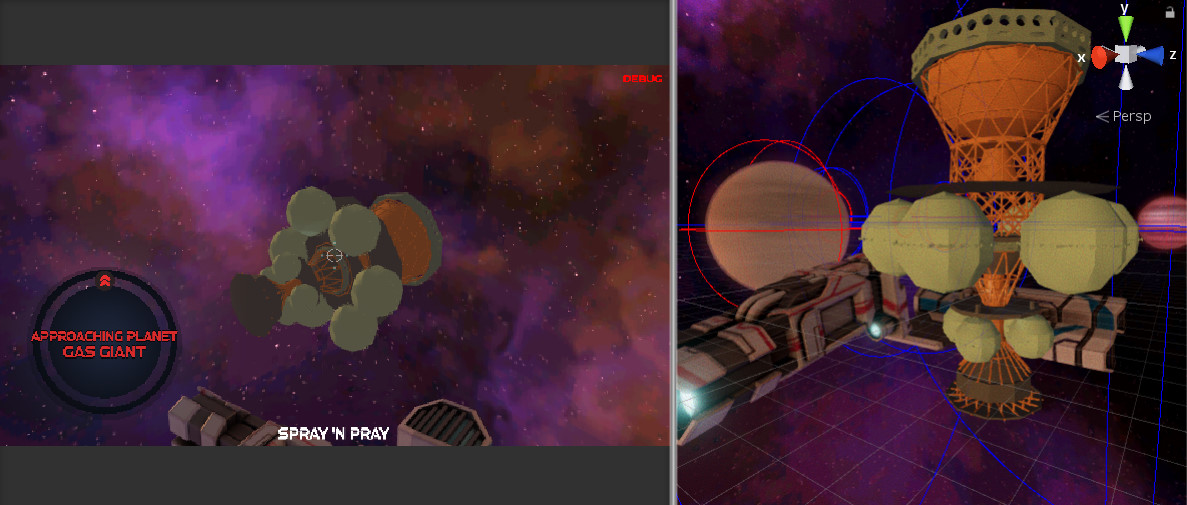 DEBUG
APPROACHING PLANET
GAS GIANT
SPRAY 'N PRAY
y
x
z
Persp